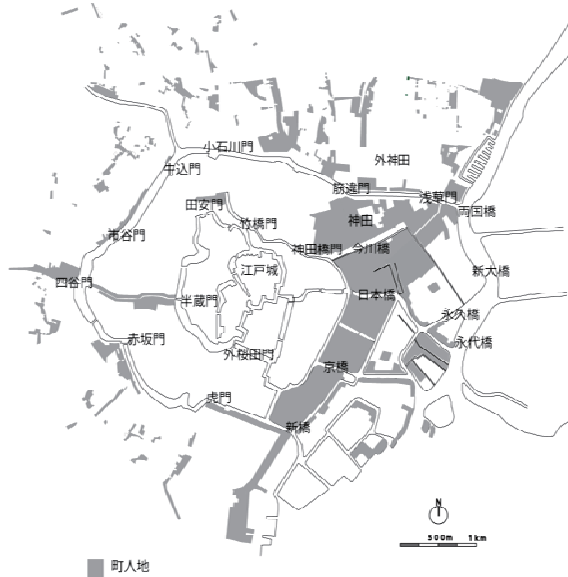 小石川門
外神田
牛込門
筋違門
浅草門
田安門
両国橋
竹橋門
神田
市谷門
神田橋門
今川橋
江戸城
新大橋
四谷門
半蔵門
日本橋
永久橋
赤坂門
永代橋
外桜田門
京橋
虎門
新橋
N
500m 1km
町人地